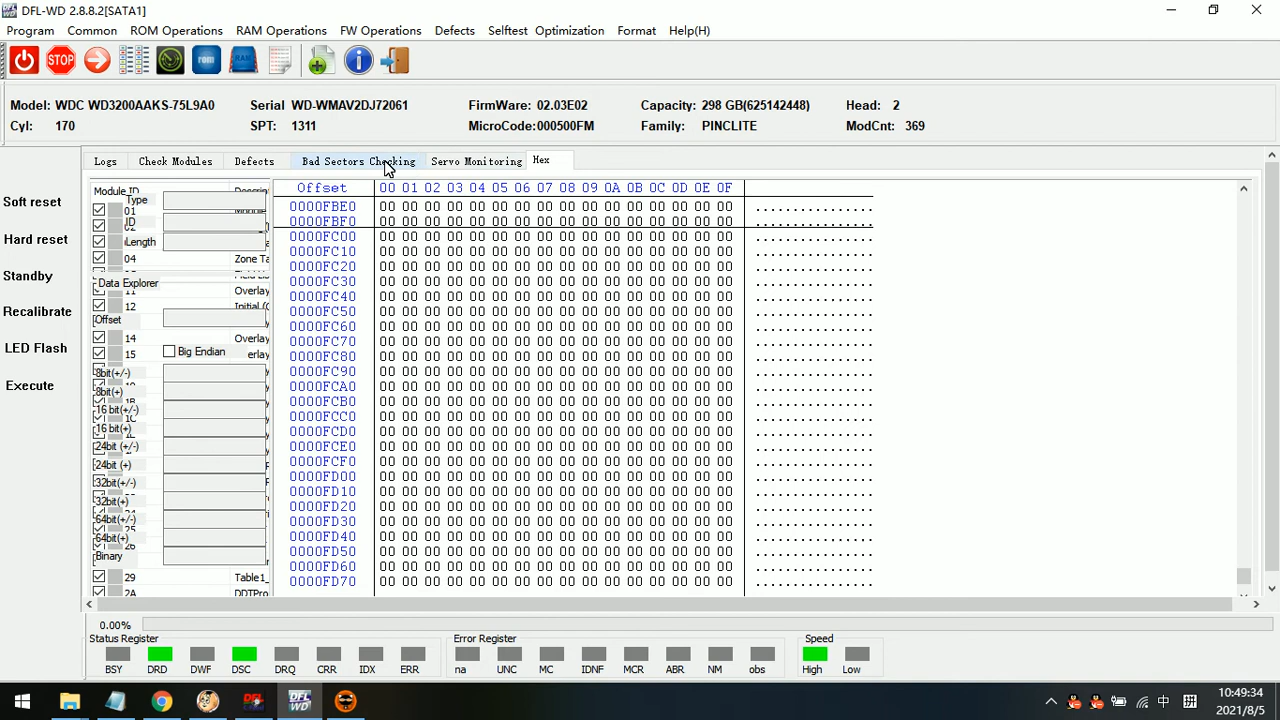 DFL-WD 2.8.8.2[SATA1]
Program Common ROM Operations RAM Operations FW Operations Defects Selftest Optimization Format Help(H)
STOP rom RAM
Model: WDC WD3200AAKS-75L9A0 Serial WD-WMAV2DJ72061 FirmWare: 02.03E02 Capacity: 298 GB(625142448) Head: 2
Cyl: 170 SPT: 1311 MicroCode:000500FM Family: PINCLITE ModCnt: 369
Logs Check Modules Defects Bad Sectors Checking Servo Monitoring Hex
Soft reset
Hard reset
Standby
Recalibrate
LED Flash
Execute
Module ID
Type
01
ID
Length
04 Zone Ta
Data Explorer
11 Overlay
12 Initial (C
Offset
14 Overlay
15 erlay
Big Endian
8bit(+/-)
8bit(+)
16 bit(+/-)
16 bit(+)
24bit (+/-)
24bit (+)
32bit(+/-)
32bit(+)
64bit(+/-)
64bit(+)
26
Binary
29 Table1_
2A DDTPro
Offset 00 01 02 03 04 05 06 07 08 09 0A 0B 0C 0D 0E 0F
0000FBE0 00 00 00 00 00 00 00 00 00 00 00 00 00 00 00 00 ................
0000FBF0 00 00 00 00 00 00 00 00 00 00 00 00 00 00 00 00 ................
0000FC00 00 00 00 00 00 00 00 00 00 00 00 00 00 00 00 00 ................
0000FC10 00 00 00 00 00 00 00 00 00 00 00 00 00 00 00 00 ................
0000FC20 00 00 00 00 00 00 00 00 00 00 00 00 00 00 00 00 ................
0000FC30 00 00 00 00 00 00 00 00 00 00 00 00 00 00 00 00 ................
0000FC40 00 00 00 00 00 00 00 00 00 00 00 00 00 00 00 00 ................
0000FC50 00 00 00 00 00 00 00 00 00 00 00 00 00 00 00 00 ................
0000FC60 00 00 00 00 00 00 00 00 00 00 00 00 00 00 00 00 ................
0000FC70 00 00 00 00 00 00 00 00 00 00 00 00 00 00 00 00 ................
0000FC80 00 00 00 00 00 00 00 00 00 00 00 00 00 00 00 00 ................
0000FC90 00 00 00 00 00 00 00 00 00 00 00 00 00 00 00 00 ................
0000FCA0 00 00 00 00 00 00 00 00 00 00 00 00 00 00 00 00 ................
0000FCB0 00 00 00 00 00 00 00 00 00 00 00 00 00 00 00 00 ................
0000FCC0 00 00 00 00 00 00 00 00 00 00 00 00 00 00 00 00 ................
0000FCD0 00 00 00 00 00 00 00 00 00 00 00 00 00 00 00 00 ................
0000FCE0 00 00 00 00 00 00 00 00 00 00 00 00 00 00 00 00 ................
0000FCF0 00 00 00 00 00 00 00 00 00 00 00 00 00 00 00 00 ................
0000FD00 00 00 00 00 00 00 00 00 00 00 00 00 00 00 00 00 ................
0000FD10 00 00 00 00 00 00 00 00 00 00 00 00 00 00 00 00 ................
0000FD20 00 00 00 00 00 00 00 00 00 00 00 00 00 00 00 00 ................
0000FD30 00 00 00 00 00 00 00 00 00 00 00 00 00 00 00 00 ................
0000FD40 00 00 00 00 00 00 00 00 00 00 00 00 00 00 00 00 ................
0000FD50 00 00 00 00 00 00 00 00 00 00 00 00 00 00 00 00 ................
0000FD60 00 00 00 00 00 00 00 00 00 00 00 00 00 00 00 00 ................
0000FD70 00 00 00 00 00 00 00 00 00 00 00 00 00 00 00 00 ................
0.00%
Status Register Error Register Speed
BSY DRD DWF DSC DRQ CRR IDX ERR na UNC MC IDNF MCR ABR NM obs High Low
中 拼
10:49:34
2021/8/5